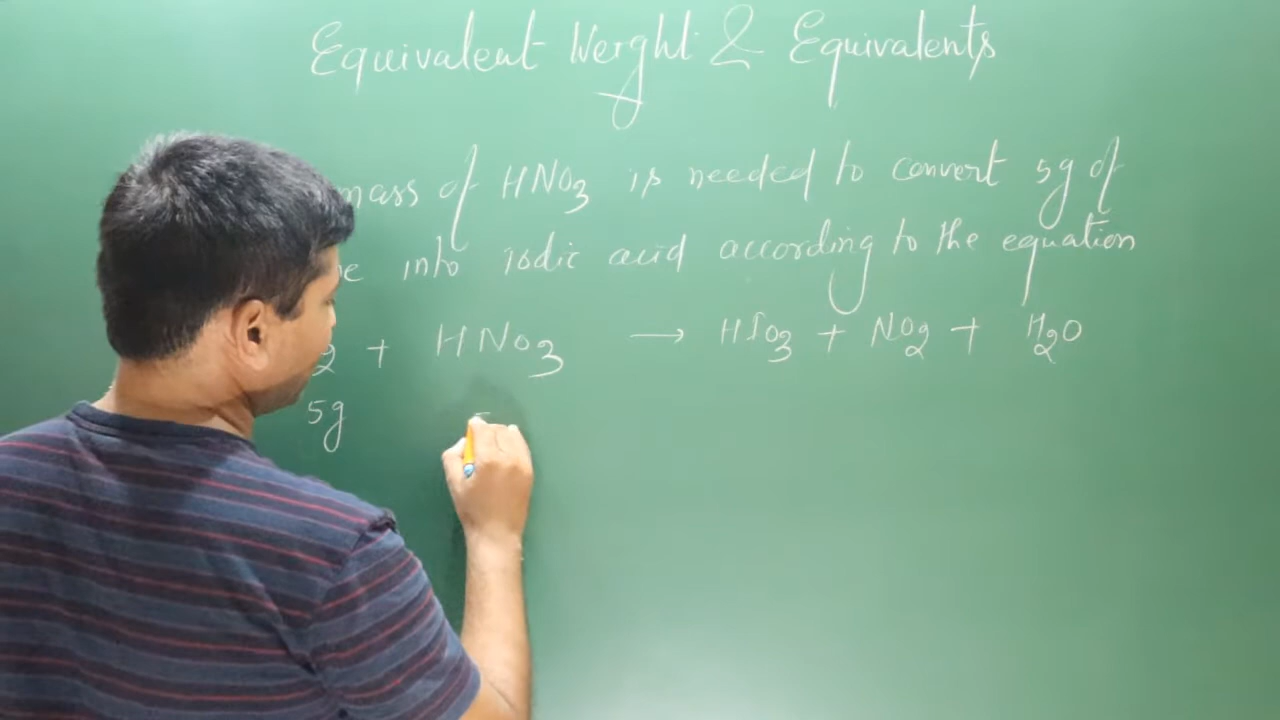 Equivalent Weight & Equivalents
mass of HNO3 is needed to convert 5g of
into iodic acid according to the equation
2 + HNO3 → HIO3 + NO2 + H2O
5g